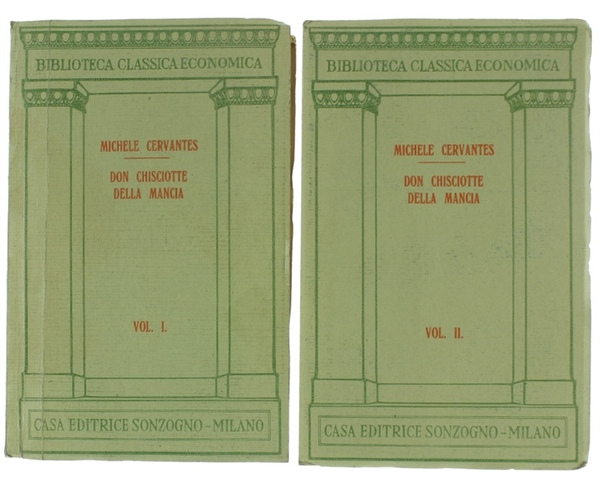 BIBLIOTECA CLASSICA ECONOMICA
MICHELE CERVANTES
DON CHISCIOTTE
DELLA MANCIA
VOL. I.
CASA EDITRICE SONZOGNO-MILANO
BIBLIOTECA CLASSICA ECONOMICA
MICHELE CERVANTES
DON CHISCIOTTE
DELLA MANCIA
VOL. II.
CASA EDITRICE SONZOGNO-MILANO